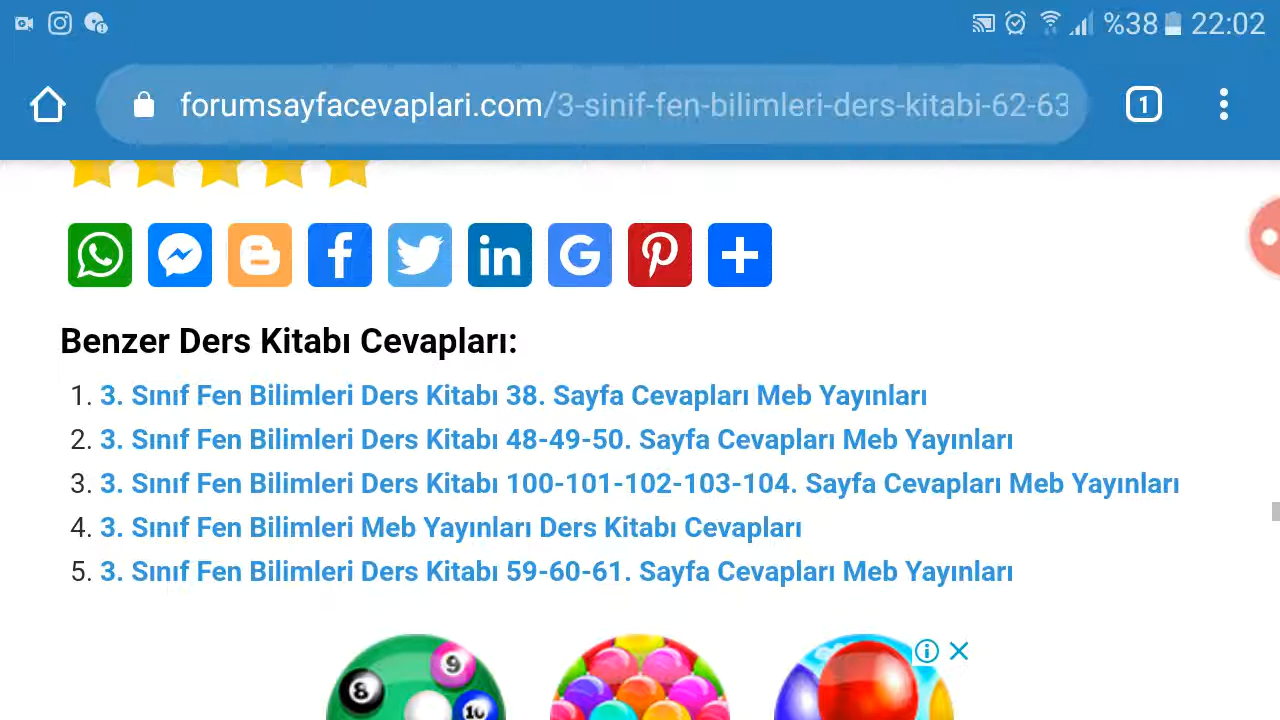 %38 22:02
forumsayfacevaplari.com/3-sinif-fen-bilimleri-ders-kitabi-62-63
1
Benzer Ders Kitabı Cevapları:
1. 3. Sınıf Fen Bilimleri Ders Kitabı 38. Sayfa Cevapları Meb Yayınları
2. 3. Sınıf Fen Bilimleri Ders Kitabı 48-49-50. Sayfa Cevapları Meb Yayınları
3. 3. Sınıf Fen Bilimleri Ders Kitabı 100-101-102-103-104. Sayfa Cevapları Meb Yayınları
4. 3. Sınıf Fen Bilimleri Meb Yayınları Ders Kitabı Cevapları
5. 3. Sınıf Fen Bilimleri Ders Kitabı 59-60-61. Sayfa Cevapları Meb Yayınları
9
8
10